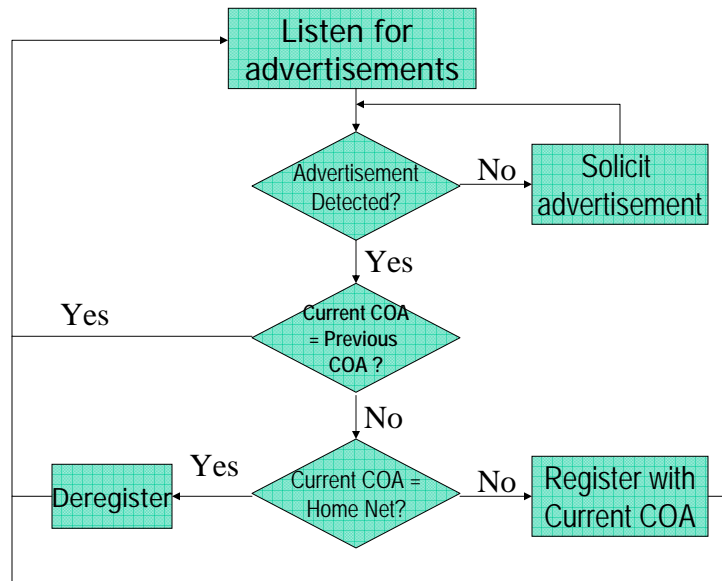 Listen for
advertisements
Advertisement
Detected?
No
Solicit
advertisement
Yes
Current COA
= Previous
COA ?
Yes
No
Current COA =
Home Net?
Yes
Deregister
No
Register with
Current COA